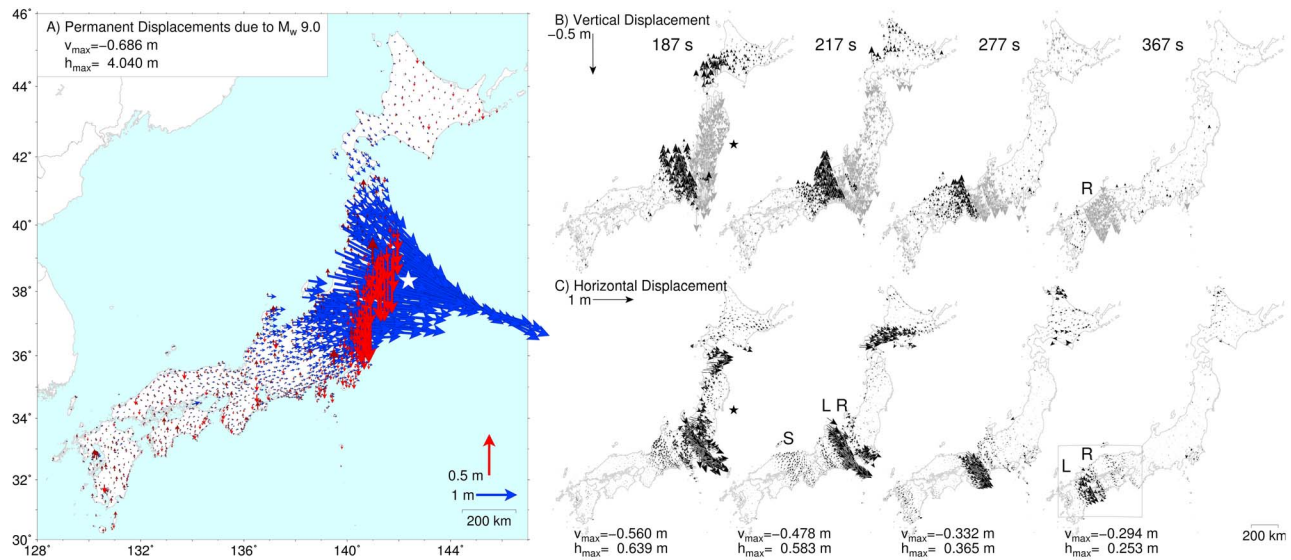 A) Permanent Displacements due to Mw 9.0
vmax=−0.686 m
hmax= 4.040 m
46˚
44˚
42˚
40˚
38˚
36˚
34˚
32˚
30˚
128˚
132˚
136˚
140˚
144˚
0.5 m
1 m
200 km
B) Vertical Displacement
−0.5 m
187 s
217 s
277 s
367 s
R
C) Horizontal Displacement
1 m
S
L R
L
R
vmax=−0.560 m
hmax= 0.639 m
vmax=−0.478 m
hmax= 0.583 m
vmax=−0.332 m
hmax= 0.365 m
vmax=−0.294 m
hmax= 0.253 m
200 km